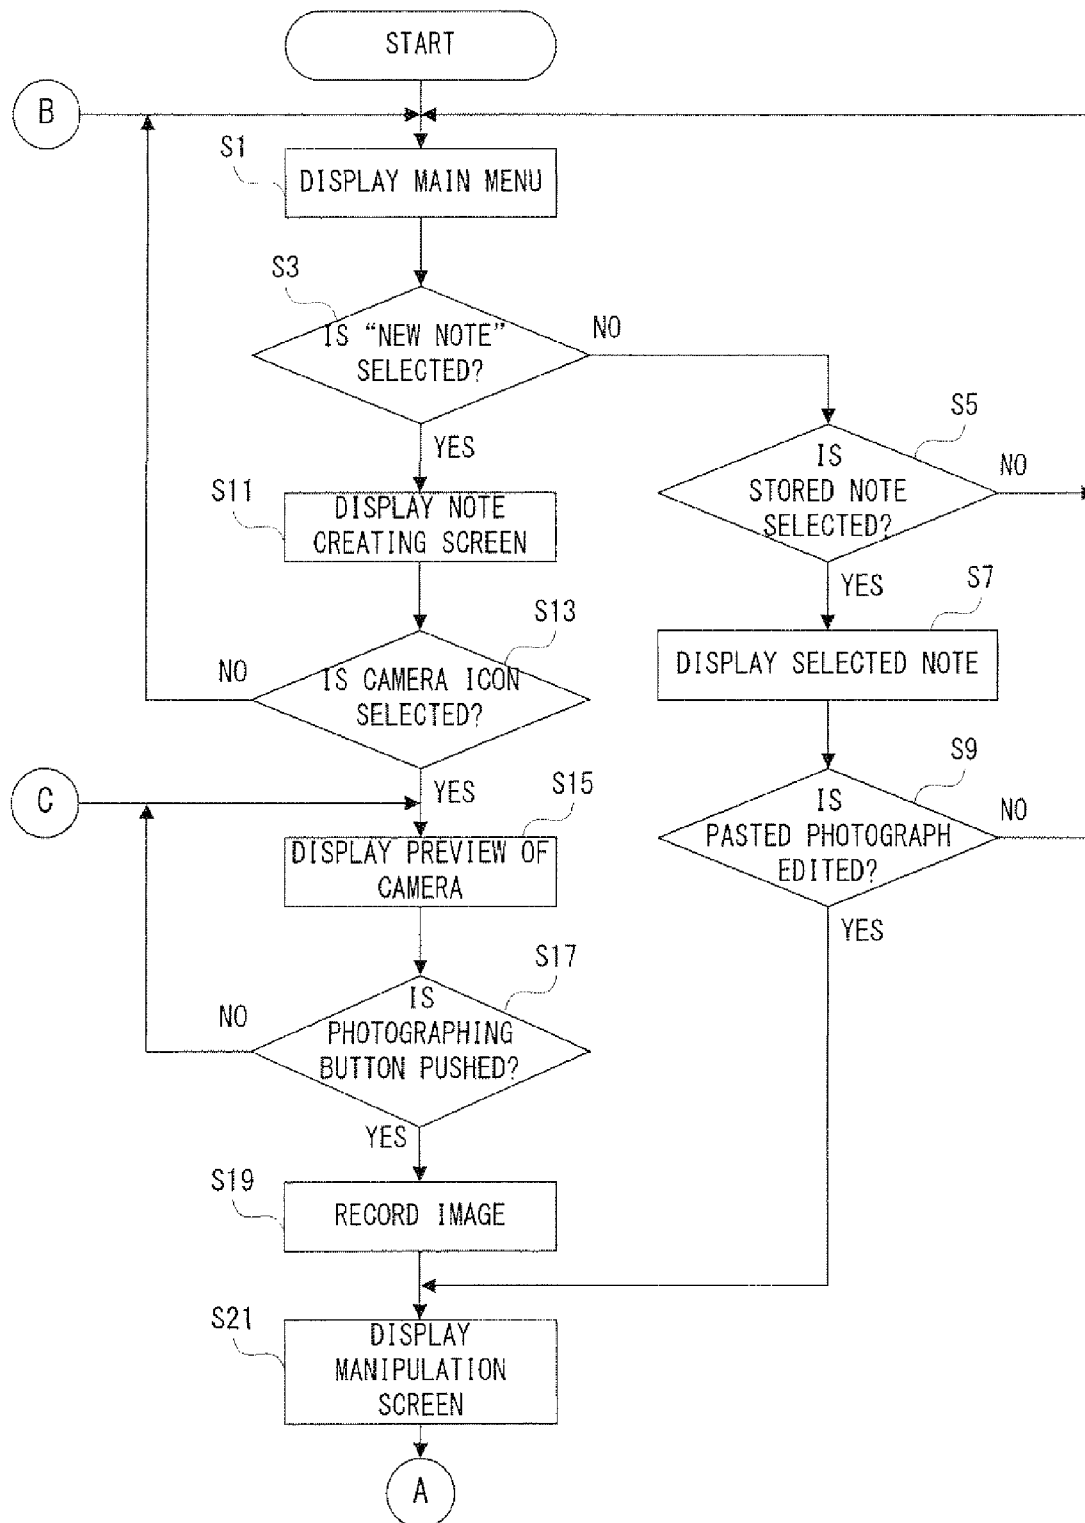 START
B
S1
DISPLAY MAIN MENU
S3
IS “NEW NOTE”
SELECTED?
NO
YES
S5
IS
STORED NOTE
SELECTED?
NO
YES
S11
DISPLAY NOTE
CREATING SCREEN
S7
DISPLAY SELECTED NOTE
S13
IS CAMERA ICON
SELECTED?
NO
YES
S9
IS
PASTED PHOTOGRAPH
EDITED?
NO
YES
C
S15
DISPLAY PREVIEW OF
CAMERA
S17
IS
PHOTOGRAPHING
BUTTON PUSHED?
NO
YES
S19
RECORD IMAGE
S21
DISPLAY
MANIPULATION
SCREEN
A